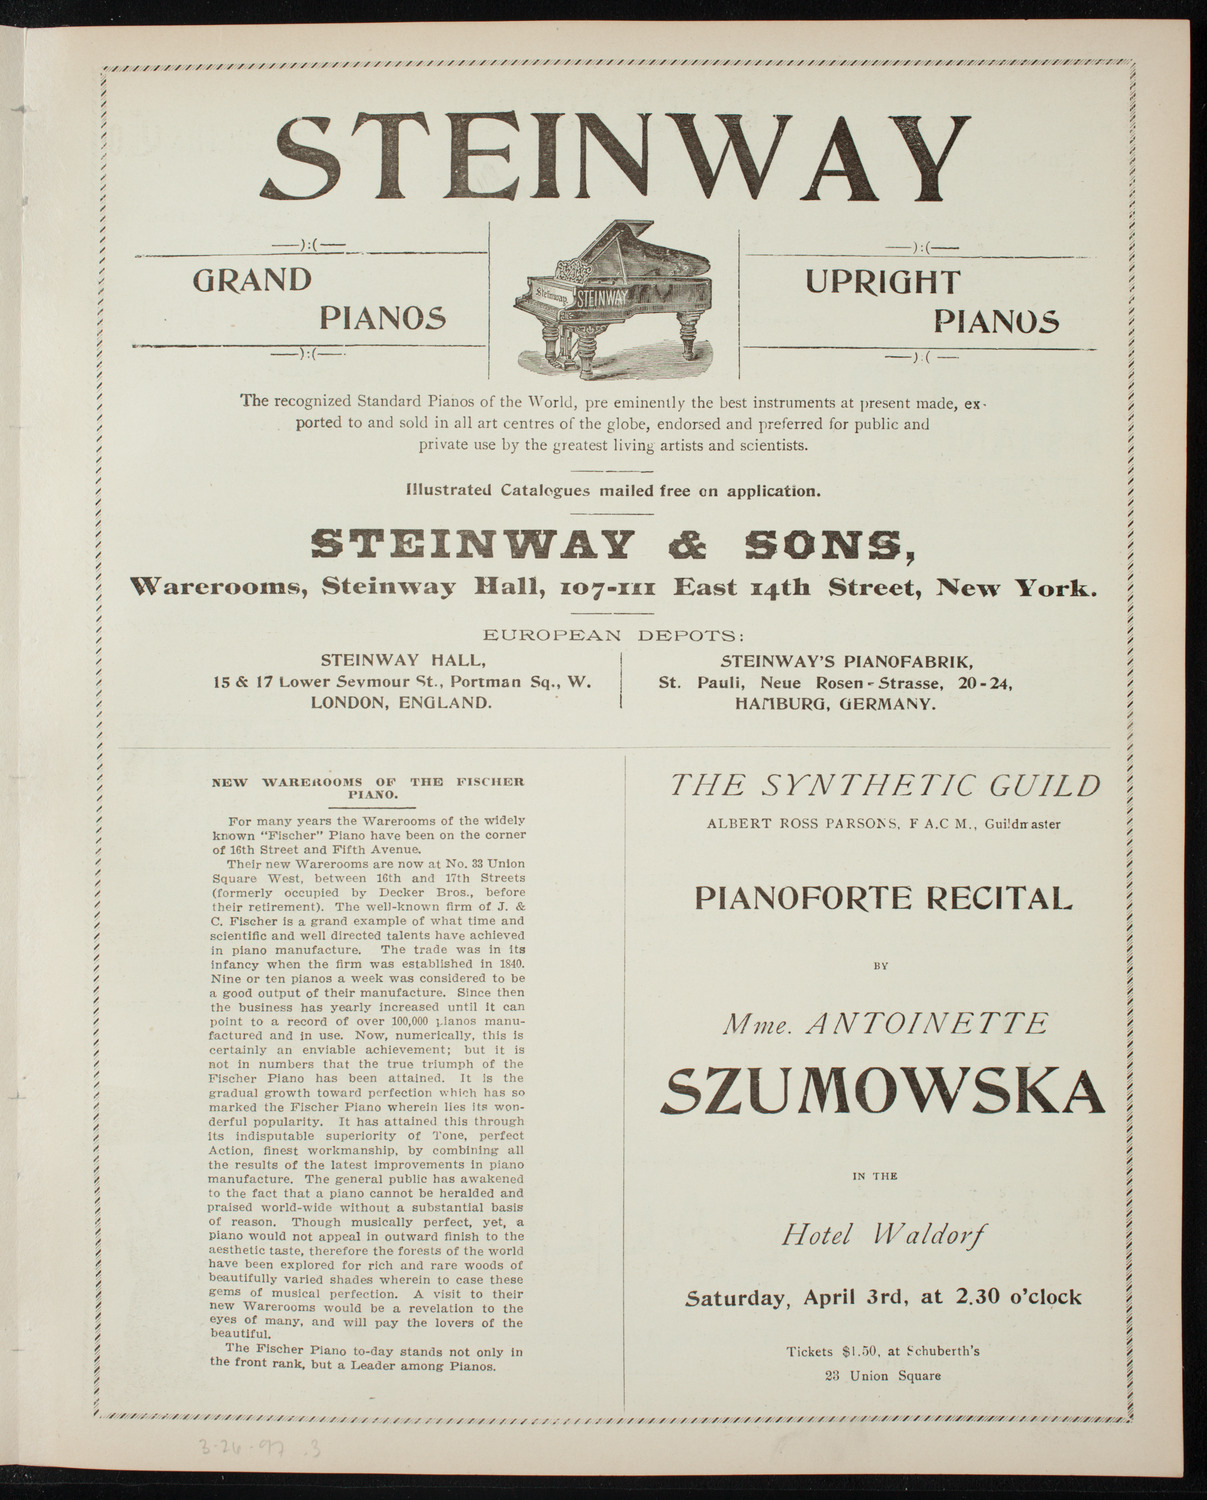 STEINWAY
——):(——
GRAND
PIANOS
——):(——
Steinway
STEINWAY
——):(——
UPRIGHT
PIANOS
——):(——
The recognized Standard Pianos of the World, pre eminently the best instruments at present made, ex-
ported to and sold in all art centres of the globe, endorsed and preferred for public and
private use by the greatest living artists and scientists.
Illustrated Catalogues mailed free on application.
STEINWAY & SONS,
Warerooms, Steinway Hall, 107-111 East 14th Street, New York.
EUROPEAN DEPOTS:
STEINWAY HALL,
15 & 17 Lower Seymour St., Portman Sq., W.
LONDON, ENGLAND.
STEINWAY'S PIANOFABRIK,
St. Pauli, Neue Rosen-Strasse, 20-24,
HAMBURG, GERMANY.
NEW WAREROOMS OF THE FISCHER
PIANO.
For many years the Warerooms of the widely
known "Fischer" Piano have been on the corner
of 16th Street and Fifth Avenue.
Their new Warerooms are now at No. 33 Union
Square West, between 16th and 17th Streets
(formerly occupied by Decker Bros., before
their retirement). The well-known firm of J. &
C. Fischer is a grand example of what time and
scientific and well directed talents have achieved
in piano manufacture. The trade was in its
infancy when the firm was established in 1840.
Nine or ten pianos a week was considered to be
a good output of their manufacture. Since then
the business has yearly increased until it can
point to a record of over 100,000 pianos manu-
factured and in use. Now, numerically, this is
certainly an enviable achievement; but it is
not in numbers that the true triumph of the
Fischer Piano has been attained. It is the
gradual growth toward perfection which has so
marked the Fischer Piano wherein lies its won-
derful popularity. It has attained this through
its indisputable superiority of Tone, perfect
Action, finest workmanship, by combining all
the results of the latest improvements in piano
manufacture. The general public has awakened
to the fact that a piano cannot be heralded and
praised world-wide without a substantial basis
of reason. Though musically perfect, yet, a
piano would not appeal in outward finish to the
aesthetic taste, therefore the forests of the world
have been explored for rich and rare woods of
beautifully varied shades wherein to case these
gems of musical perfection. A visit to their
new Warerooms would be a revelation to the
eyes of many, and will pay the lovers of the
beautiful.
The Fischer Piano to-day stands not only in
the front rank, but a Leader among Pianos.
THE SYNTHETIC GUILD
ALBERT ROSS PARSONS, F A.C M., Guildmaster
PIANOFORTE RECITAL
BY
Mme. ANTOINETTE
SZUMOWSKA
IN THE
Hotel Waldorf
Saturday, April 3rd, at 2.30 o'clock
Tickets $1.50, at Schuberth's
23 Union Square
3-26-97 .3